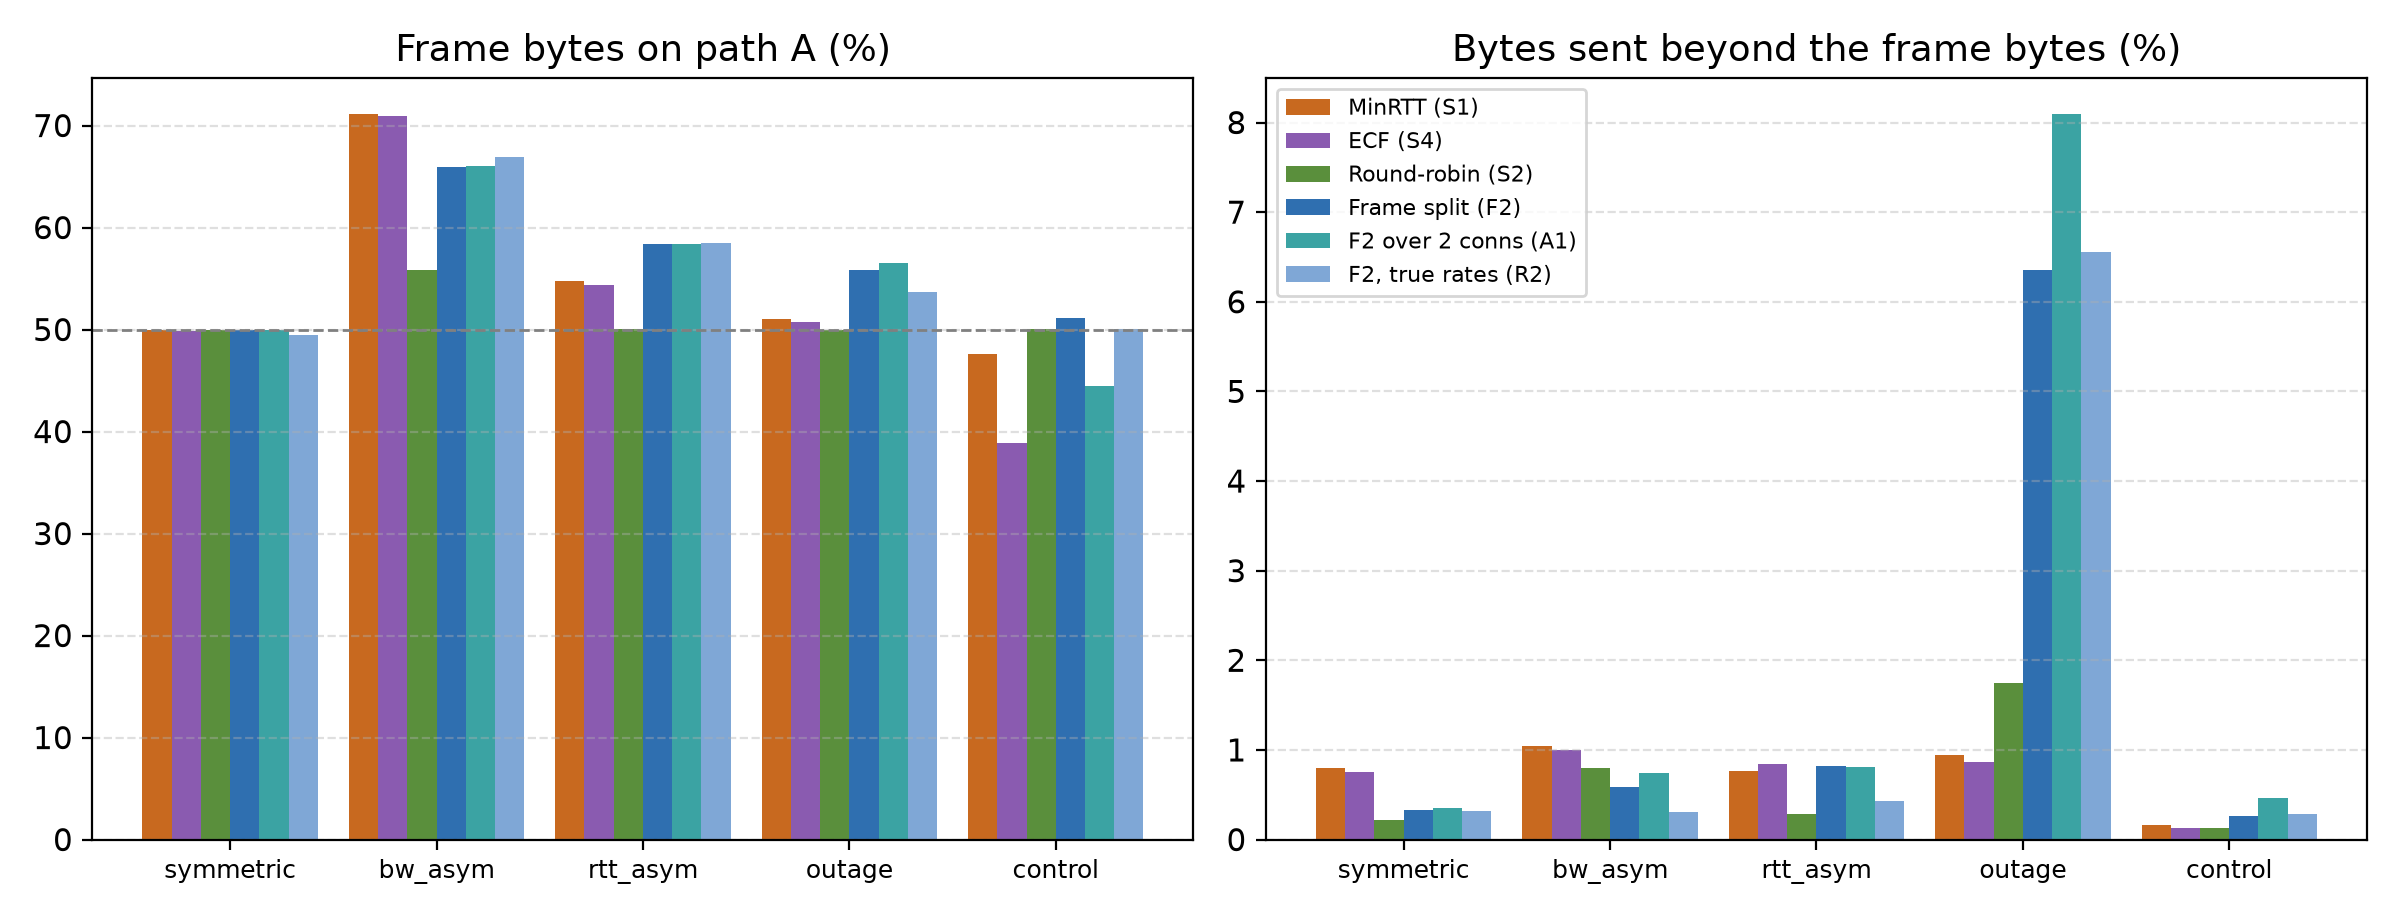 Frame bytes on path A (%)
70
60
50
40
30
20
10
0
symmetric
bw_asym
rtt_asym
outage
control
Bytes sent beyond the frame bytes (%)
8
7
6
5
4
3
2
1
0
MinRTT (S1)
ECF (S4)
Round-robin (S2)
Frame split (F2)
F2 over 2 conns (A1)
F2, true rates (R2)
symmetric
bw_asym
rtt_asym
outage
control